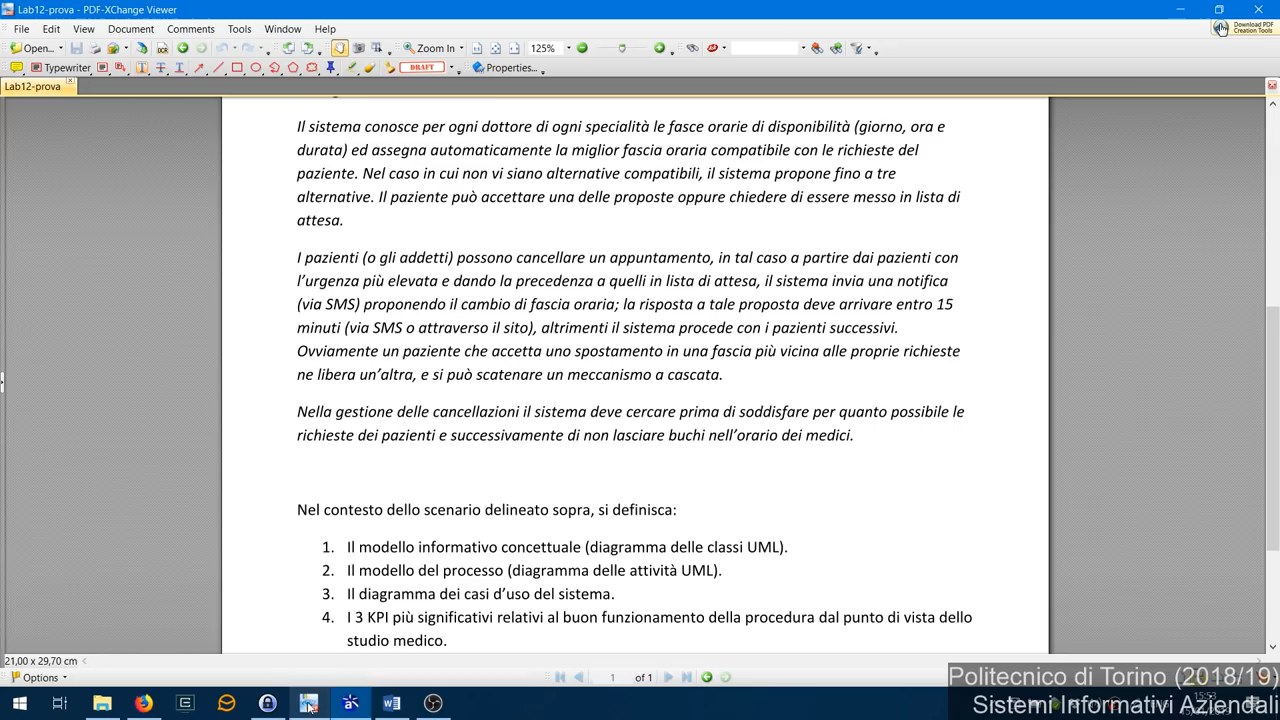 Lab12-prova - PDF-XChange Viewer
File Edit View Document Comments Tools Window Help
Download PDF
Creation Tools
Open... Zoom In 125%
Typewriter DRAFT Properties...
Lab12-prova
Il sistema conosce per ogni dottore di ogni specialità le fasce orarie di disponibilità (giorno, ora e
durata) ed assegna automaticamente la miglior fascia oraria compatibile con le richieste del
paziente. Nel caso in cui non vi siano alternative compatibili, il sistema propone fino a tre
alternative. Il paziente può accettare una delle proposte oppure chiedere di essere messo in lista di
attesa.
I pazienti (o gli addetti) possono cancellare un appuntamento, in tal caso a partire dai pazienti con
l'urgenza più elevata e dando la precedenza a quelli in lista di attesa, il sistema invia una notifica
(via SMS) proponendo il cambio di fascia oraria; la risposta a tale proposta deve arrivare entro 15
minuti (via SMS o attraverso il sito), altrimenti il sistema procede con i pazienti successivi.
Ovviamente un paziente che accetta uno spostamento in una fascia più vicina alle proprie richieste
ne libera un'altra, e si può scatenare un meccanismo a cascata.
Nella gestione delle cancellazioni il sistema deve cercare prima di soddisfare per quanto possibile le
richieste dei pazienti e successivamente di non lasciare buchi nell'orario dei medici.
Nel contesto dello scenario delineato sopra, si definisca:
1. Il modello informativo concettuale (diagramma delle classi UML).
2. Il modello del processo (diagramma delle attività UML).
3. Il diagramma dei casi d'uso del sistema.
4. I 3 KPI più significativi relativi al buon funzionamento della procedura dal punto di vista dello
studio medico.
21,00 x 29,70 cm
Options 1 of 1
Politecnico di Torino (2018/19)
15:53
Sistemi Informativi Aziendali